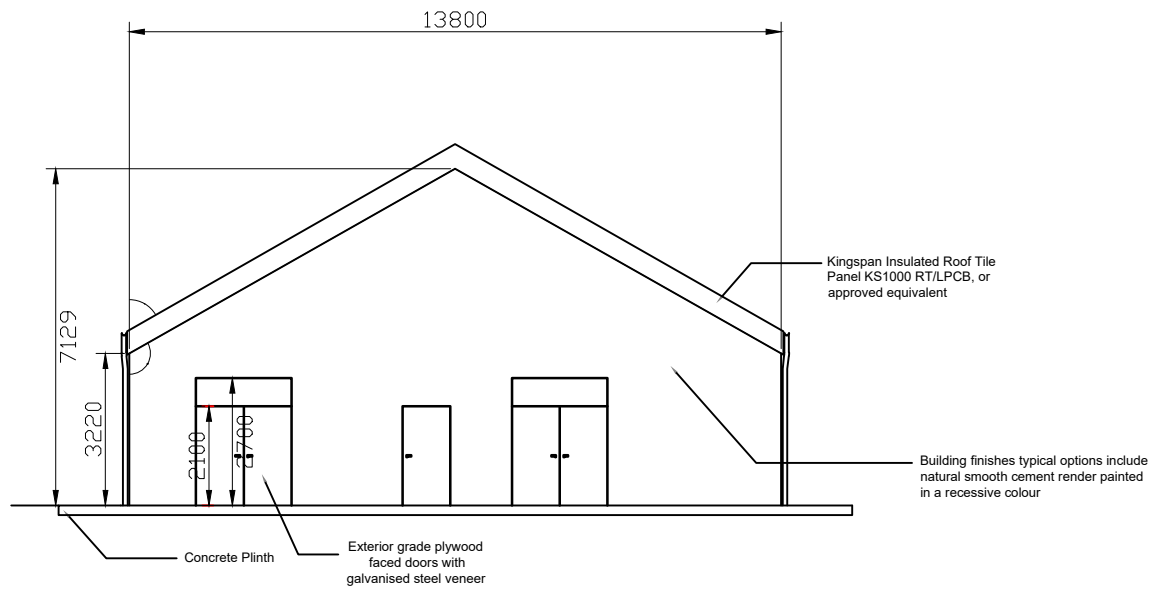 13800
Kingspan Insulated Roof Tile
Panel KS1000 RT/LPCB, or
approved equivalent
7129
3220
2100
2700
Building finishes typical options include
natural smooth cement render painted
in a recessive colour
Concrete Plinth
Exterior grade plywood
faced doors with
galvanised steel veneer